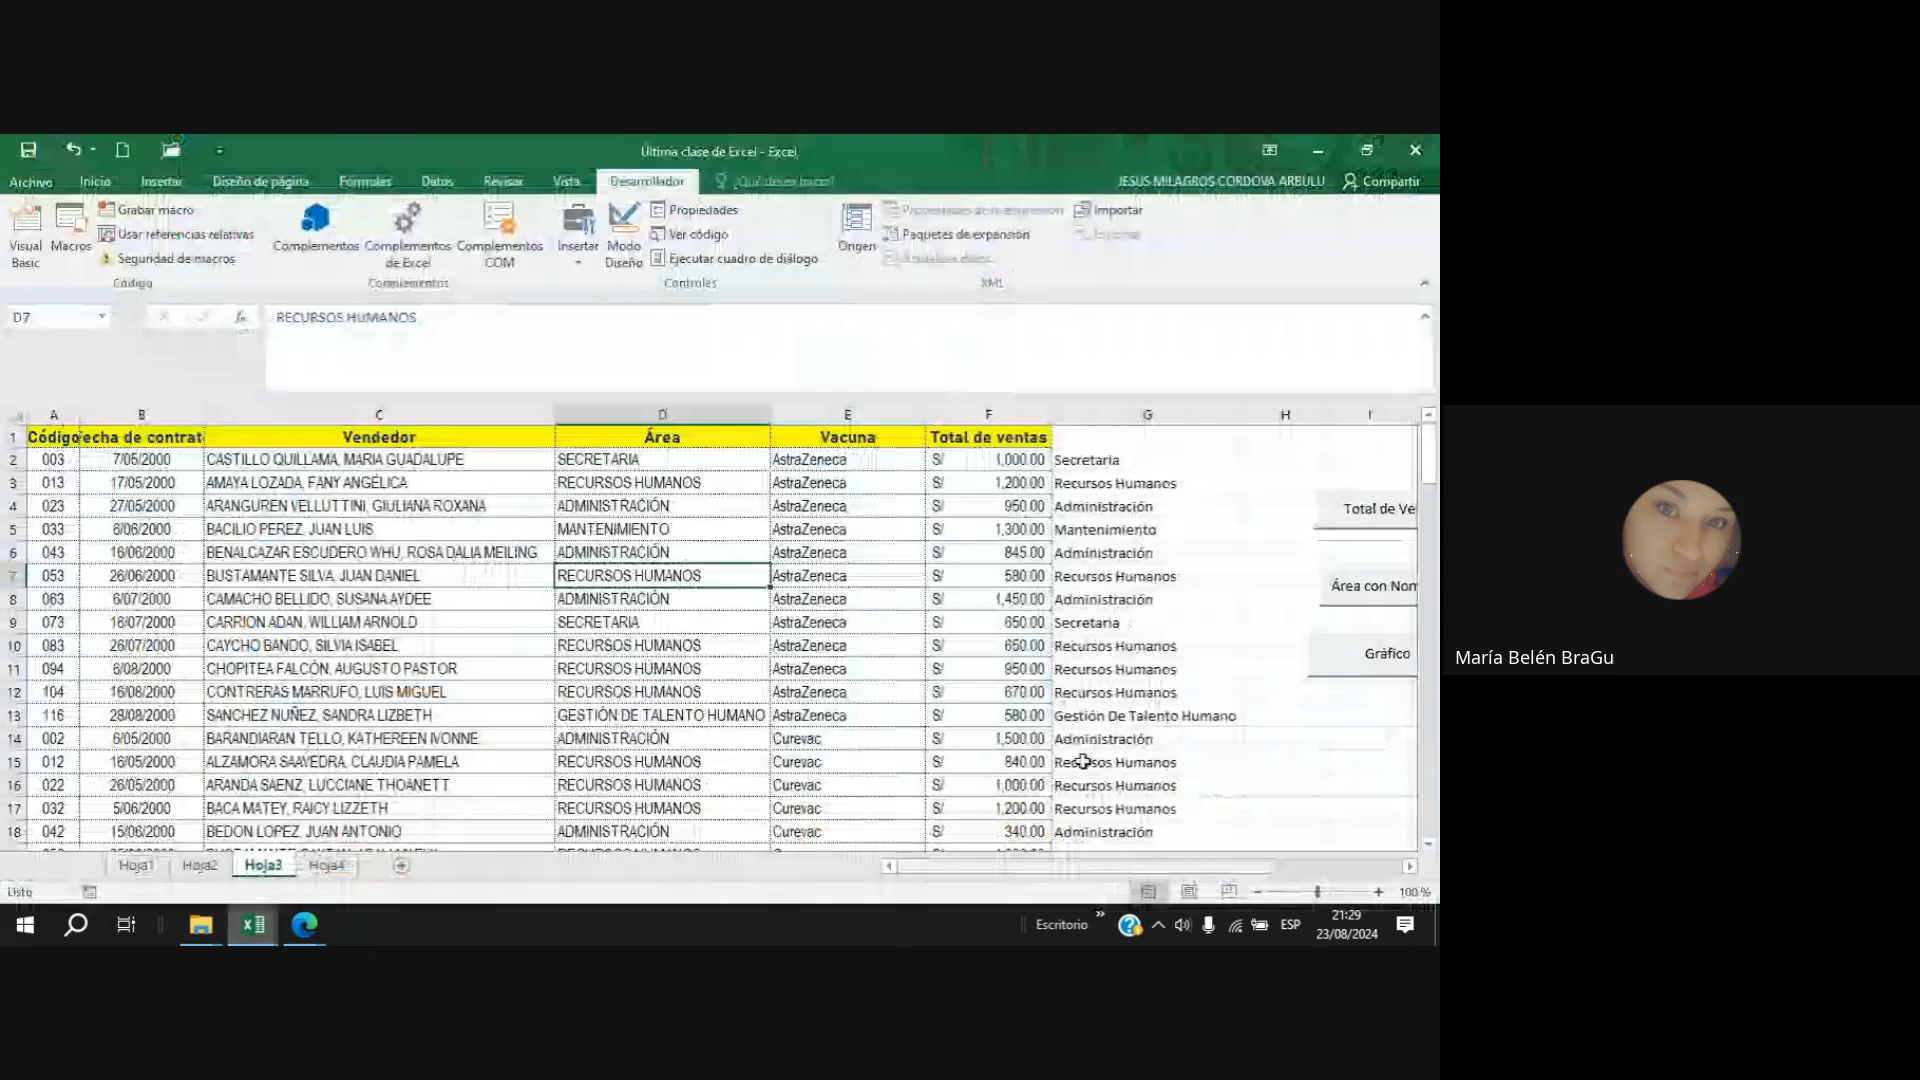 Última clase de Excel - Excel
Archivo Inicio Insertar Diseño de página Fórmulas Datos Revisar Vista Desarrollador ¿Qué desea hacer? JESUS MILAGROS CORDOVA ARBULU Compartir
Visual Basic
Macros
Grabar macro
Usar referencias relativas
Seguridad de macros
Código
Complementos
Complementos de Excel
Complementos COM
Complementos
Insertar
Modo Diseño
Propiedades
Ver código
Ejecutar cuadro de diálogo
Controles
Origen
Paquetes de expansión
Importar
XML
D7 fx RECURSOS HUMANOS
A B C D E F G H I
1 Código echa de contrat Vendedor Área Vacuna Total de ventas
2 003 7/05/2000 CASTILLO QUILLAMA, MARIA GUADALUPE SECRETARIA AstraZeneca S/ 1,000.00 Secretaria
3 013 17/05/2000 AMAYA LOZADA, FANY ANGÉLICA RECURSOS HUMANOS AstraZeneca S/ 1,200.00 Recursos Humanos
4 023 27/05/2000 ARANGUREN VELLUTTINI, GIULIANA ROXANA ADMINISTRACIÓN AstraZeneca S/ 950.00 Administración Total de Ve
5 033 6/06/2000 BACILIO PEREZ, JUAN LUIS MANTENIMIENTO AstraZeneca S/ 1,300.00 Mantenimiento
6 043 16/06/2000 BENALCAZAR ESCUDERO WHU, ROSA DALIA MEILING ADMINISTRACIÓN AstraZeneca S/ 845.00 Administración
7 053 26/06/2000 BUSTAMANTE SILVA, JUAN DANIEL RECURSOS HUMANOS AstraZeneca S/ 580.00 Recursos Humanos Área con Nom
8 063 6/07/2000 CAMACHO BELLIDO, SUSANA AYDEE ADMINISTRACIÓN AstraZeneca S/ 1,450.00 Administración
9 073 16/07/2000 CARRION ADAN, WILLIAM ARNOLD SECRETARIA AstraZeneca S/ 650.00 Secretaria
10 083 26/07/2000 CAYCHO BANDO, SILVIA ISABEL RECURSOS HUMANOS AstraZeneca S/ 650.00 Recursos Humanos Gráfico
11 094 6/08/2000 CHOPITEA FALCÓN, AUGUSTO PASTOR RECURSOS HUMANOS AstraZeneca S/ 950.00 Recursos Humanos
12 104 16/08/2000 CONTRERAS MARRUFO, LUIS MIGUEL RECURSOS HUMANOS AstraZeneca S/ 670.00 Recursos Humanos
13 116 28/08/2000 SANCHEZ NUÑEZ, SANDRA LIZBETH GESTIÓN DE TALENTO HUMANO AstraZeneca S/ 580.00 Gestión De Talento Humano
14 002 6/05/2000 BARANDIARAN TELLO, KATHEREEN IVONNE ADMINISTRACIÓN Curevac S/ 1,500.00 Administración
15 012 16/05/2000 ALZAMORA SAAVEDRA, CLAUDIA PAMELA RECURSOS HUMANOS Curevac S/ 840.00 Recursos Humanos
16 022 26/05/2000 ARANDA SAENZ, LUCCIANE THOANETT RECURSOS HUMANOS Curevac S/ 1,000.00 Recursos Humanos
17 032 5/06/2000 BACA MATEY, RAICY LIZZETH RECURSOS HUMANOS Curevac S/ 1,200.00 Recursos Humanos
18 042 15/06/2000 BEDON LOPEZ, JUAN ANTONIO ADMINISTRACIÓN Curevac S/ 340.00 Administración
Hoja1 Hoja2 Hoja3 Hoja4
Listo 100 %
Escritorio ESP 21:29
23/08/2024
María Belén BraGu